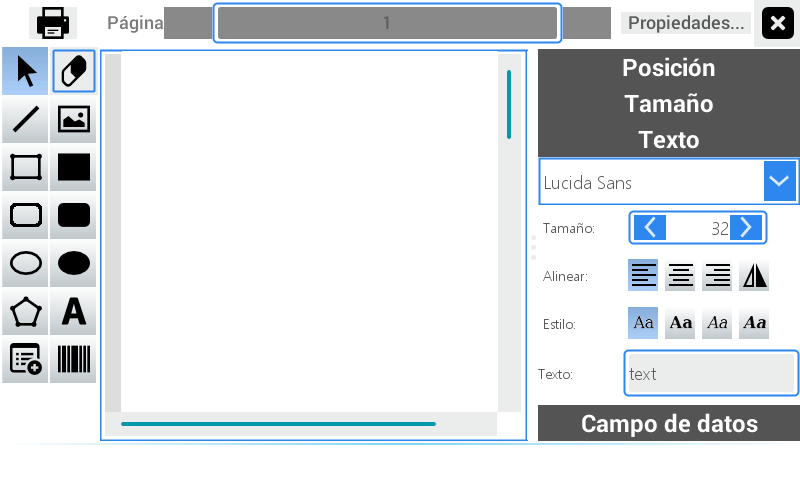 Página
1
Propiedades...
Posición
Tamaño
Texto
Lucida Sans
Tamaño:
32
Alinear:
Estilo:
Aa Aa Aa Aa
Texto:
text
A
Campo de datos